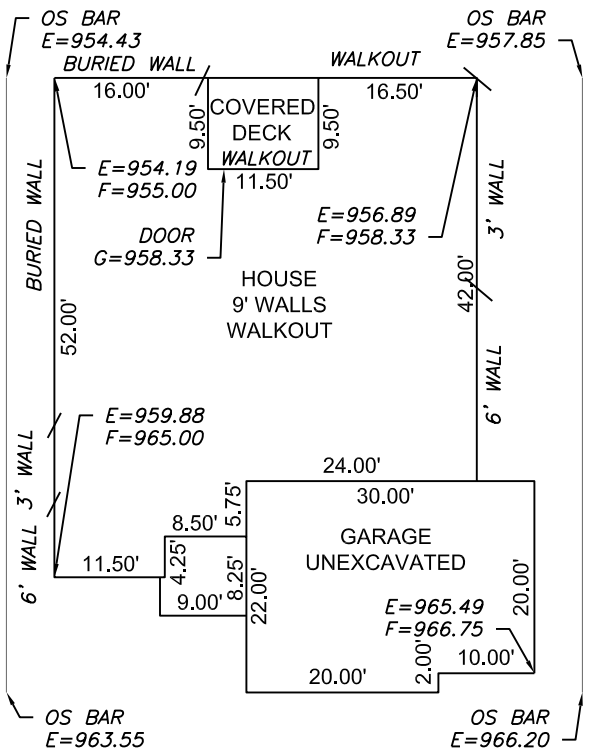 OS BAR
E=954.43
OS BAR
E=957.85
BURIED WALL
WALKOUT
16.00'
16.50'
COVERED
DECK
9.50'
9.50'
WALKOUT
11.50'
E=954.19
F=955.00
E=956.89
F=958.33
DOOR
G=958.33
BURIED WALL
52.00'
3' WALL
42.00'
HOUSE
9' WALLS
WALKOUT
6' WALL
E=959.88
F=965.00
3' WALL
6' WALL
24.00'
30.00'
5.75'
8.50'
GARAGE
UNEXCAVATED
11.50'
4.25'
8.25'
22.00'
9.00'
20.00'
E=965.49
F=966.75
10.00'
2.00'
20.00'
OS BAR
E=963.55
OS BAR
E=966.20